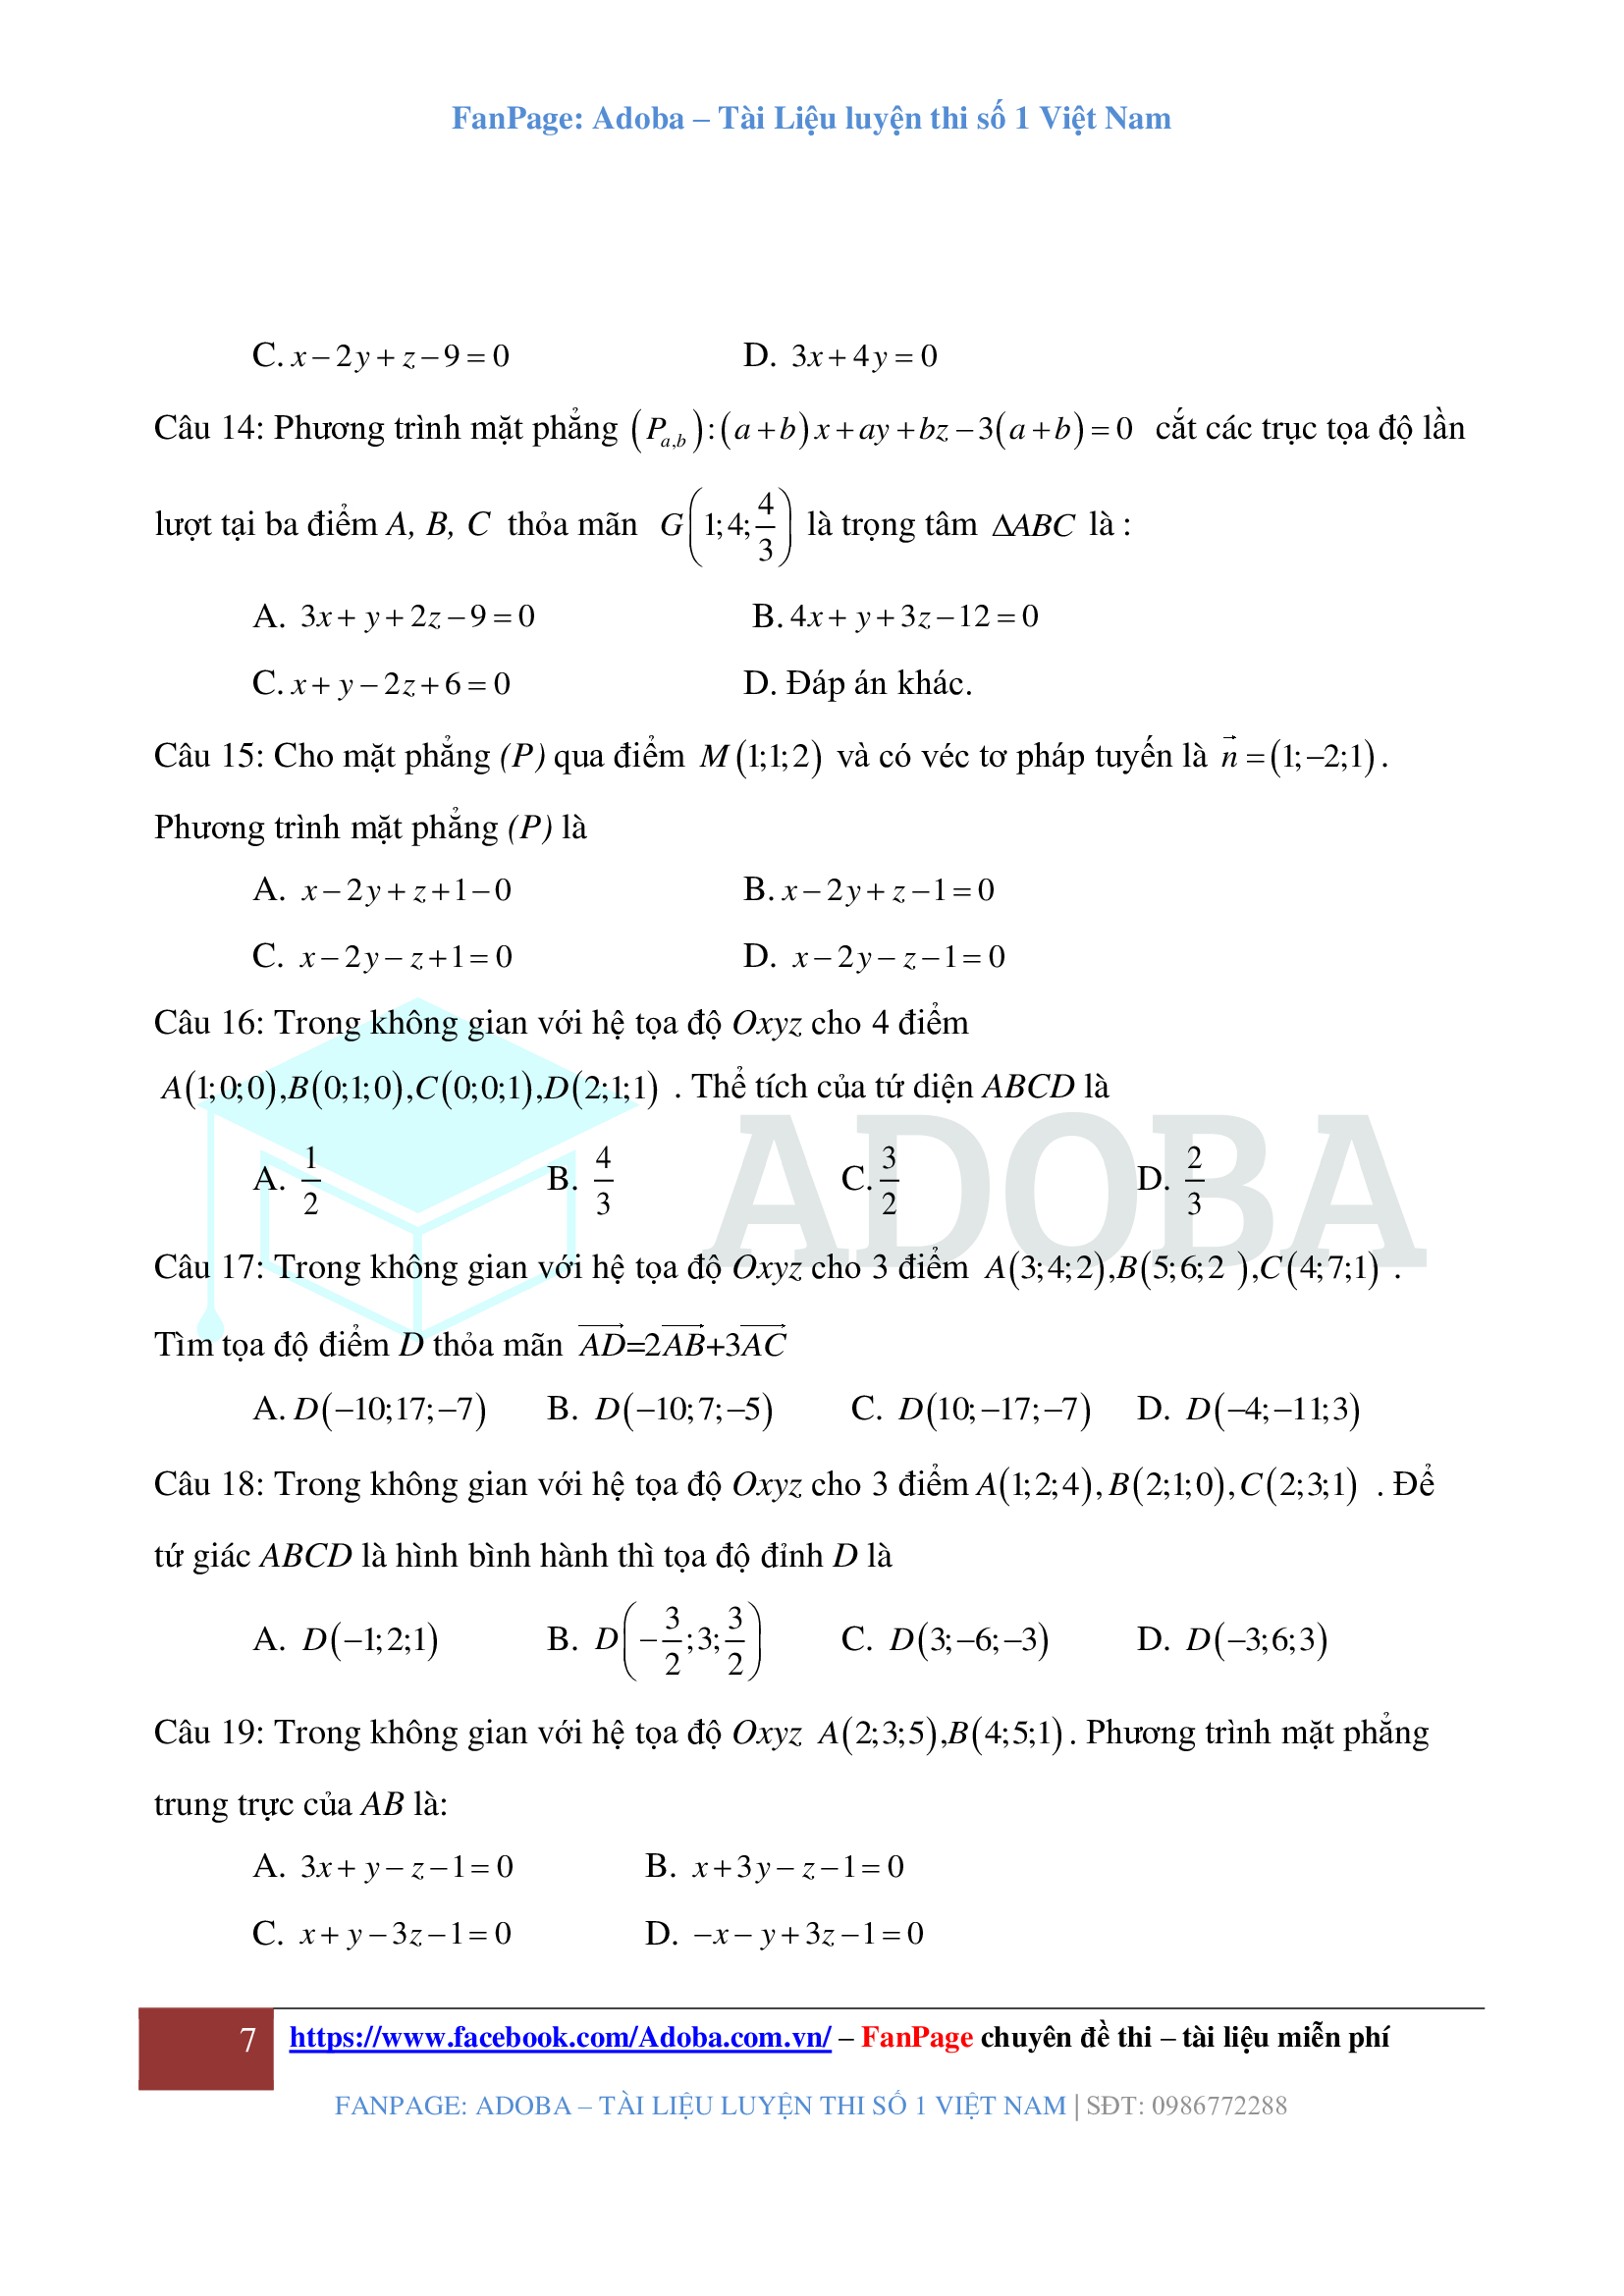 FanPage: Adoba – Tài Liệu luyện thi số 1 Việt Nam
C. x − 2y + z − 9 = 0 D. 3x + 4y = 0
Câu 14: Phương trình mặt phẳng (P_{a,b}): (a + b)x + ay + bz − 3(a + b) = 0 cắt các trục tọa độ lần
lượt tại ba điểm A, B, C thỏa mãn G(1; 4; 4/3) là trọng tâm ΔABC là :
A. 3x + y + 2z − 9 = 0 B. 4x + y + 3z − 12 = 0
C. x + y − 2z + 6 = 0 D. Đáp án khác.
Câu 15: Cho mặt phẳng (P) qua điểm M(1;1;2) và có véc tơ pháp tuyến là n⃗ = (1; −2;1).
Phương trình mặt phẳng (P) là
A. x − 2y + z + 1 − 0 B. x − 2y + z − 1 = 0
C. x − 2y − z + 1 = 0 D. x − 2y − z − 1 = 0
Câu 16: Trong không gian với hệ tọa độ Oxyz cho 4 điểm
A(1;0;0),B(0;1;0),C(0;0;1),D(2;1;1) . Thể tích của tứ diện ABCD là
A. 1/2 B. 4/3 C. 3/2 D. 2/3
ADOBA
Câu 17: Trong không gian với hệ tọa độ Oxyz cho 3 điểm A(3;4;2),B(5;6;2 ),C(4;7;1) .
Tìm tọa độ điểm D thỏa mãn \overrightarrow{AD}=2\overrightarrow{AB}+3\overrightarrow{AC}
A. D(−10;17;−7) B. D(−10;7;−5) C. D(10;−17;−7) D. D(−4;−11;3)
Câu 18: Trong không gian với hệ tọa độ Oxyz cho 3 điểm A(1;2;4), B(2;1;0), C(2;3;1) . Để
tứ giác ABCD là hình bình hành thì tọa độ đỉnh D là
A. D(−1;2;1) B. D(−3/2;3;3/2) C. D(3;−6;−3) D. D(−3;6;3)
Câu 19: Trong không gian với hệ tọa độ Oxyz A(2;3;5),B(4;5;1). Phương trình mặt phẳng
trung trực của AB là:
A. 3x + y − z − 1 = 0 B. x + 3y − z − 1 = 0
C. x + y − 3z − 1 = 0 D. −x − y + 3z − 1 = 0
7 https://www.facebook.com/Adoba.com.vn/ – FanPage chuyên đề thi – tài liệu miễn phí
FANPAGE: ADOBA – TÀI LIỆU LUYỆN THI SỐ 1 VIỆT NAM | SĐT: 0986772288